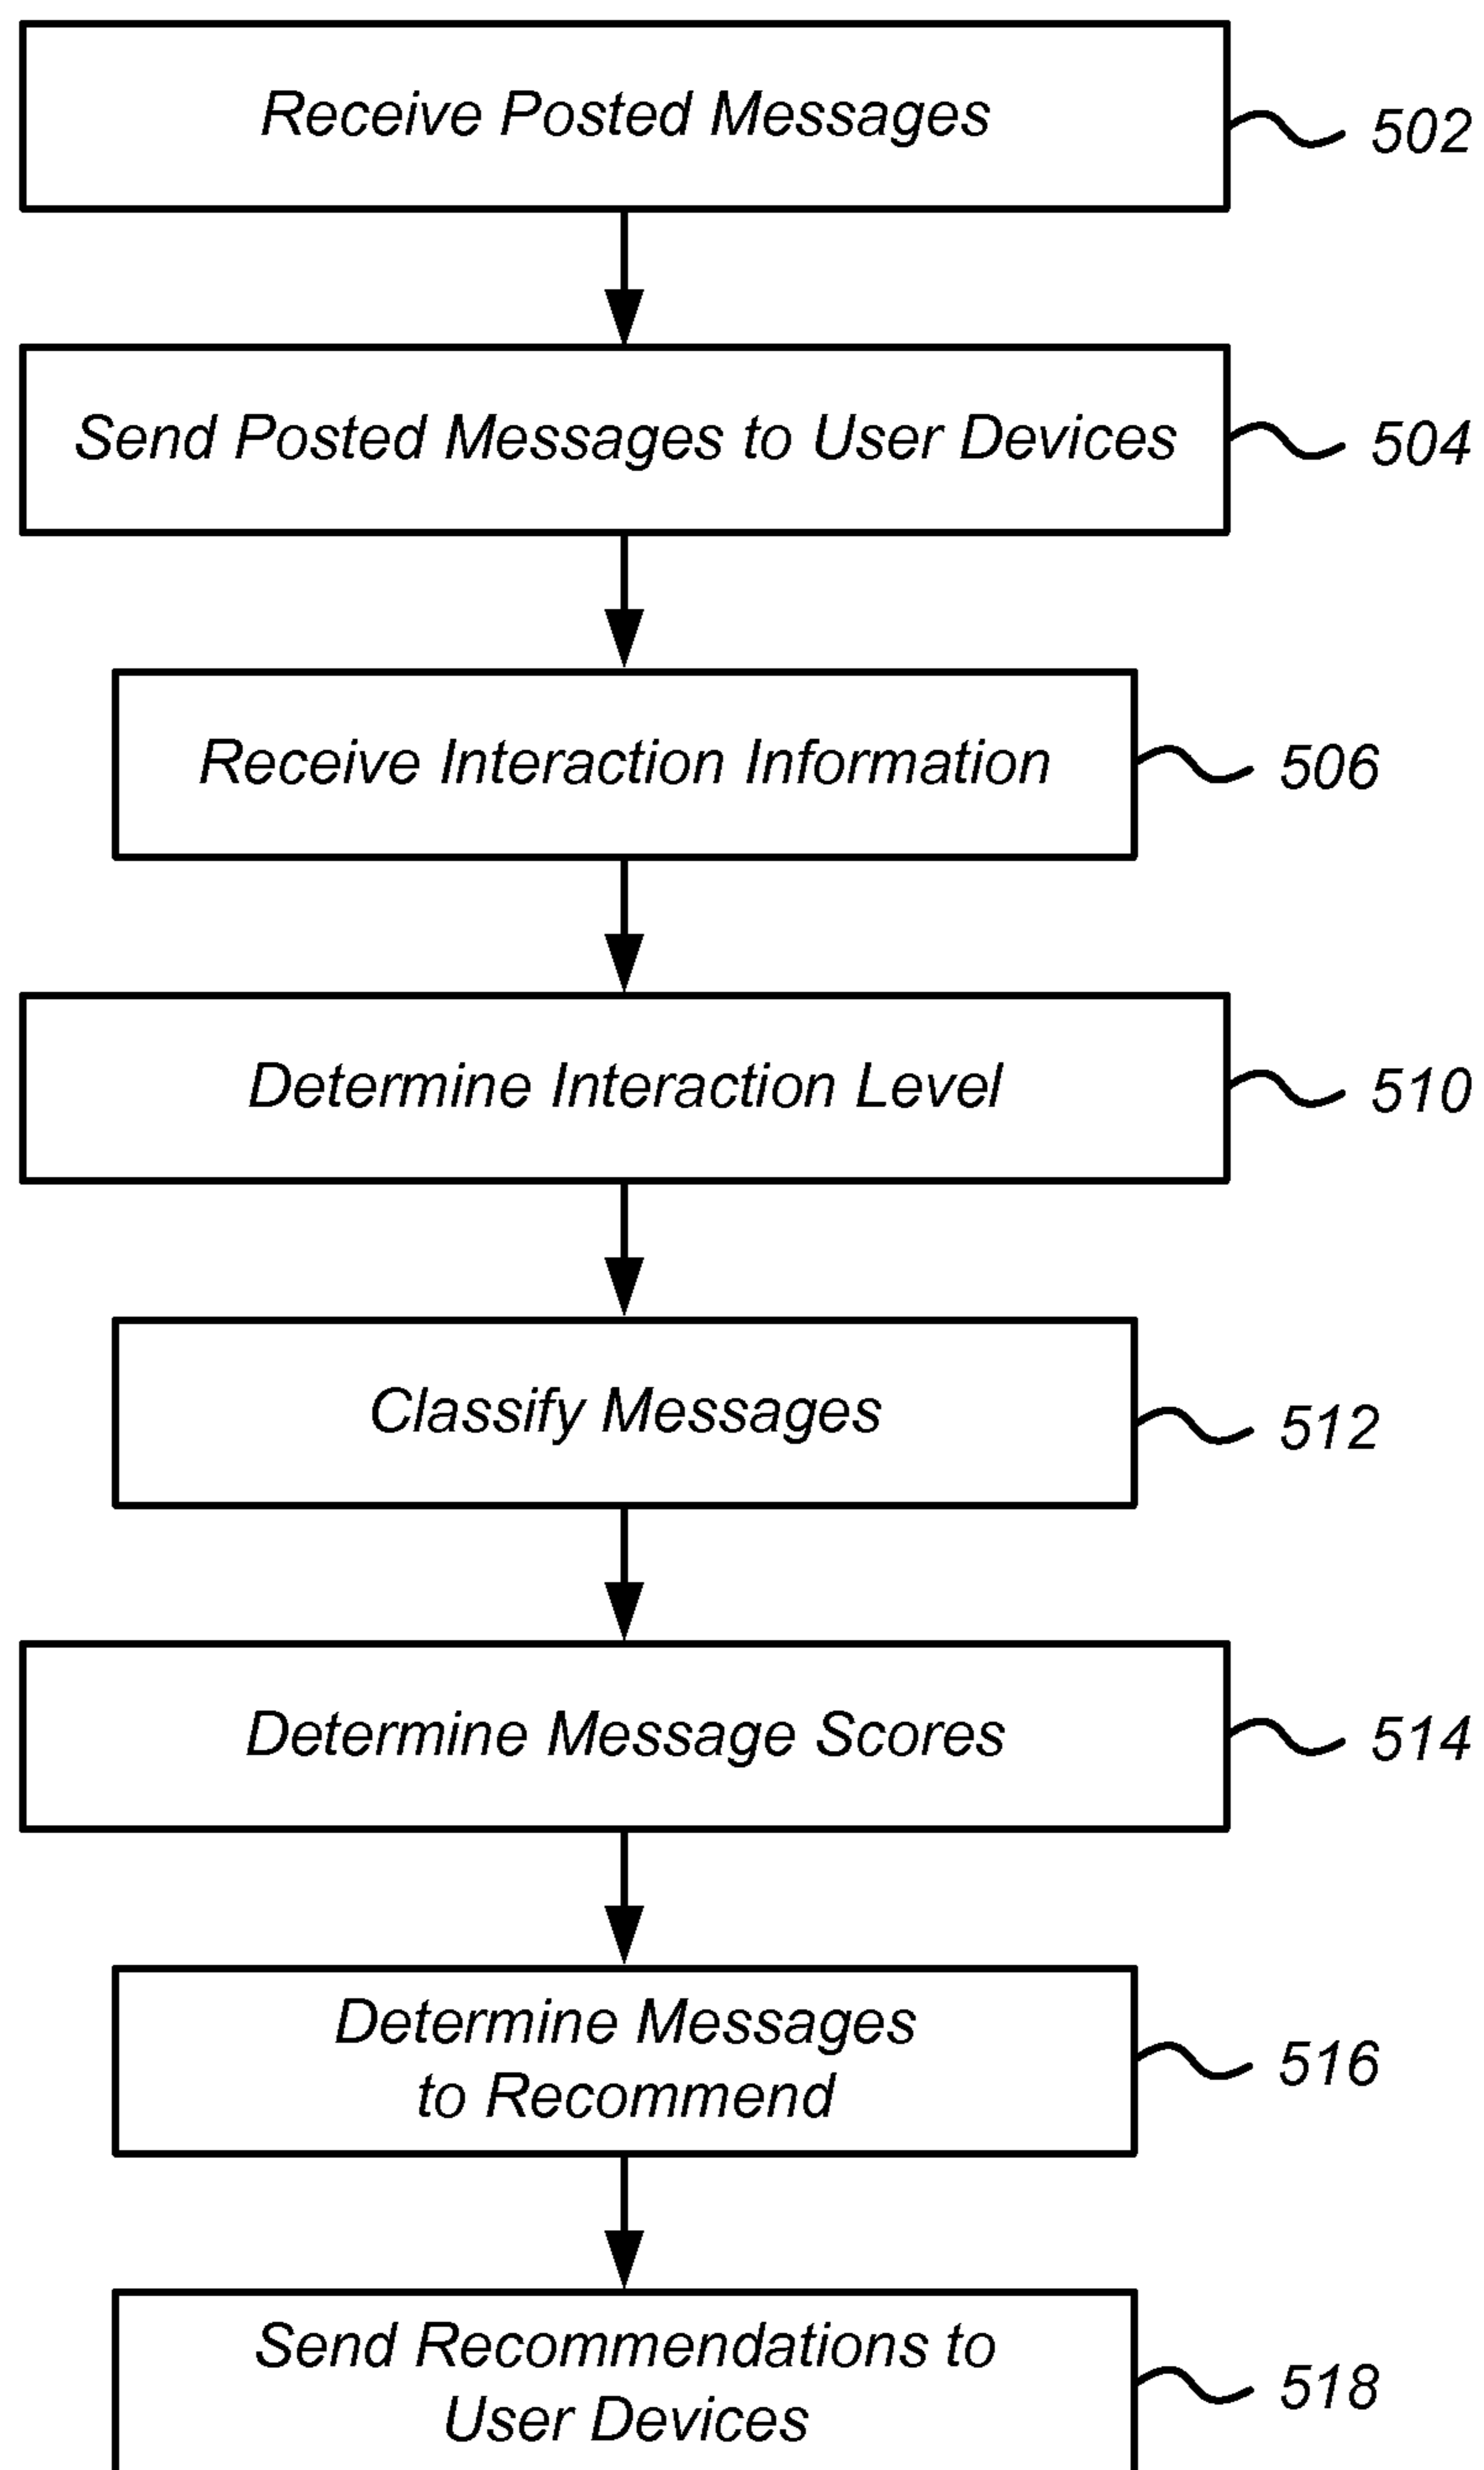 Receive Posted Messages
502
Send Posted Messages to User Devices
504
Receive Interaction Information
506
Determine Interaction Level
510
Classify Messages
512
Determine Message Scores
514
Determine Messages
to Recommend
516
Send Recommendations to
User Devices
518